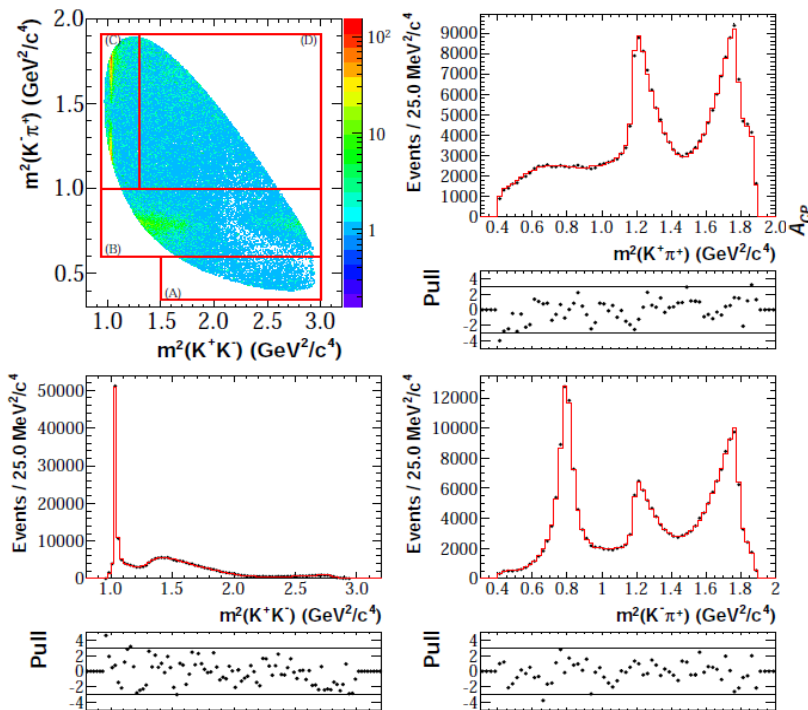 2.0
1.5
1.0
0.5
m²(K⁻π⁺) (GeV²/c⁴)
(C)
(D)
(B)
(A)
10²
10
1
1.0 1.5 2.0 2.5 3.0
m²(K⁺K⁻) (GeV²/c⁴)
Events / 25.0 MeV²/c⁴
9000
8000
7000
6000
5000
4000
3000
2000
1000
0
0.4 0.6 0.8 1.0 1.2 1.4 1.6 1.8 2.0
m²(K⁺π⁺) (GeV²/c⁴)
A_CP
Pull
4
2
0
-2
-4
Events / 25.0 MeV²/c⁴
50000
40000
30000
20000
10000
0
1.0 1.5 2.0 2.5 3.0
m²(K⁺K⁻) (GeV²/c⁴)
Pull
4
2
0
-2
-4
Events / 25.0 MeV²/c⁴
12000
10000
8000
6000
4000
2000
0
0.4 0.6 0.8 1 1.2 1.4 1.6 1.8 2
m²(K⁻π⁺) (GeV²/c⁴)
Pull
4
2
0
-2
-4